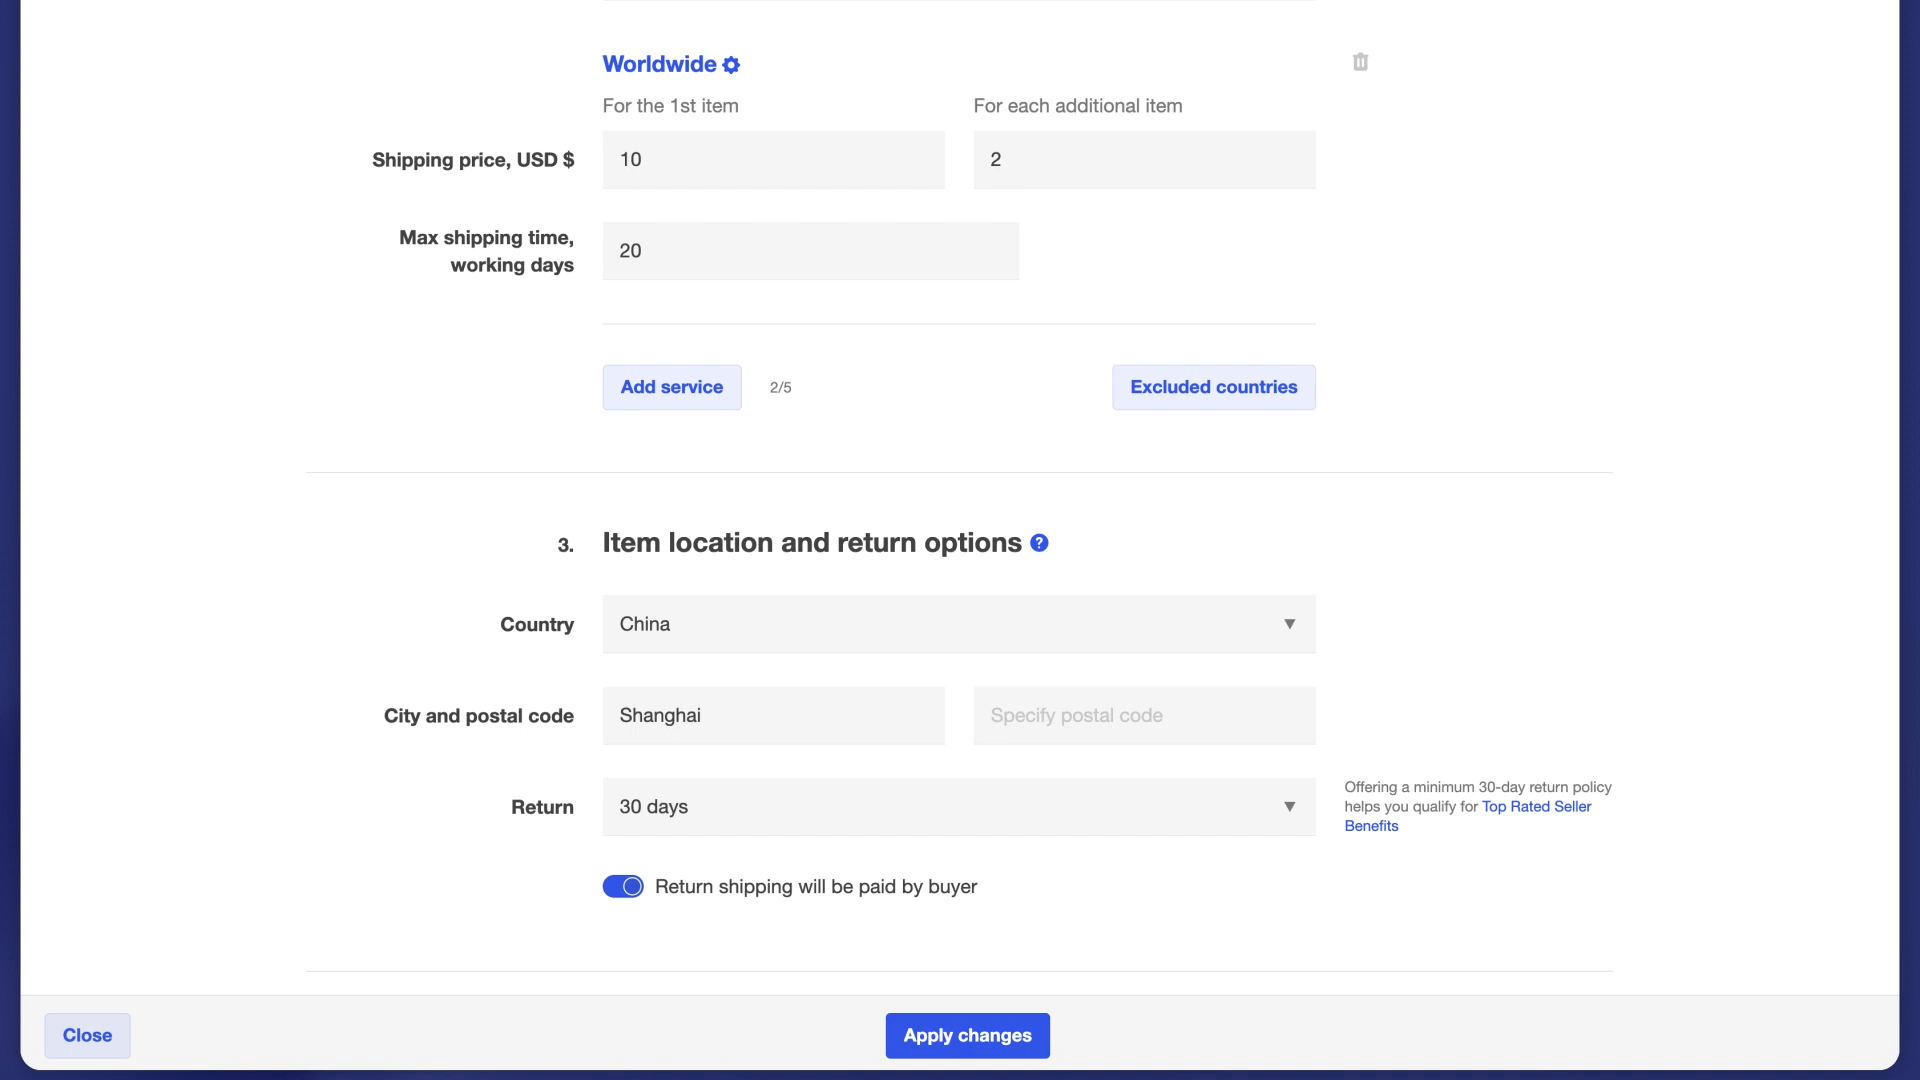 Worldwide
For the 1st item
For each additional item
Shipping price, USD $
10
2
Max shipping time,
working days
20
Add service
2/5
Excluded countries
3.
Item location and return options
?
Country
China
City and postal code
Shanghai
Specify postal code
Return
30 days
Offering a minimum 30-day return policy
helps you qualify for Top Rated Seller
Benefits
Return shipping will be paid by buyer
Close
Apply changes